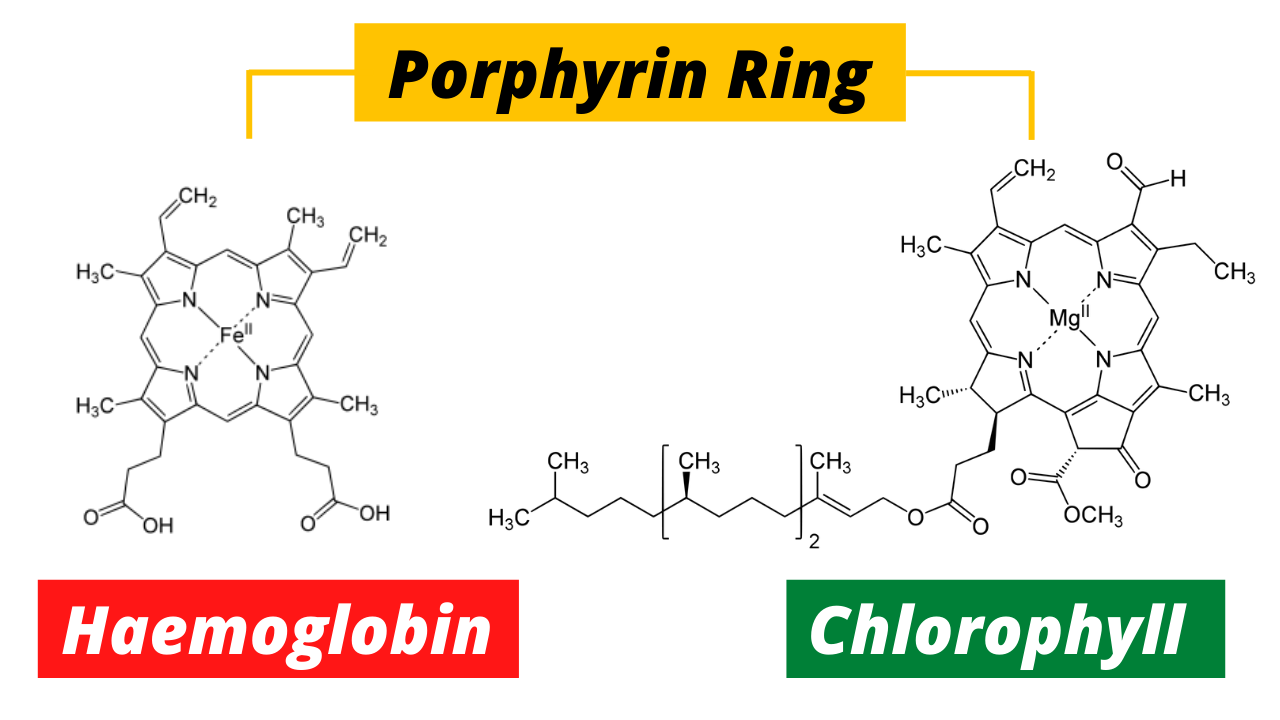 Porphyrin Ring
CH2
CH3
CH2
H3C
N
N
FeII
N
N
H3C
CH3
O
OH
O
OH
CH2
O
H
H3C
N
N
CH3
MgII
N
N
H3C
CH3
O
O
OCH3
CH3
CH3
CH3
H3C
2
O
O
Haemoglobin
Chlorophyll